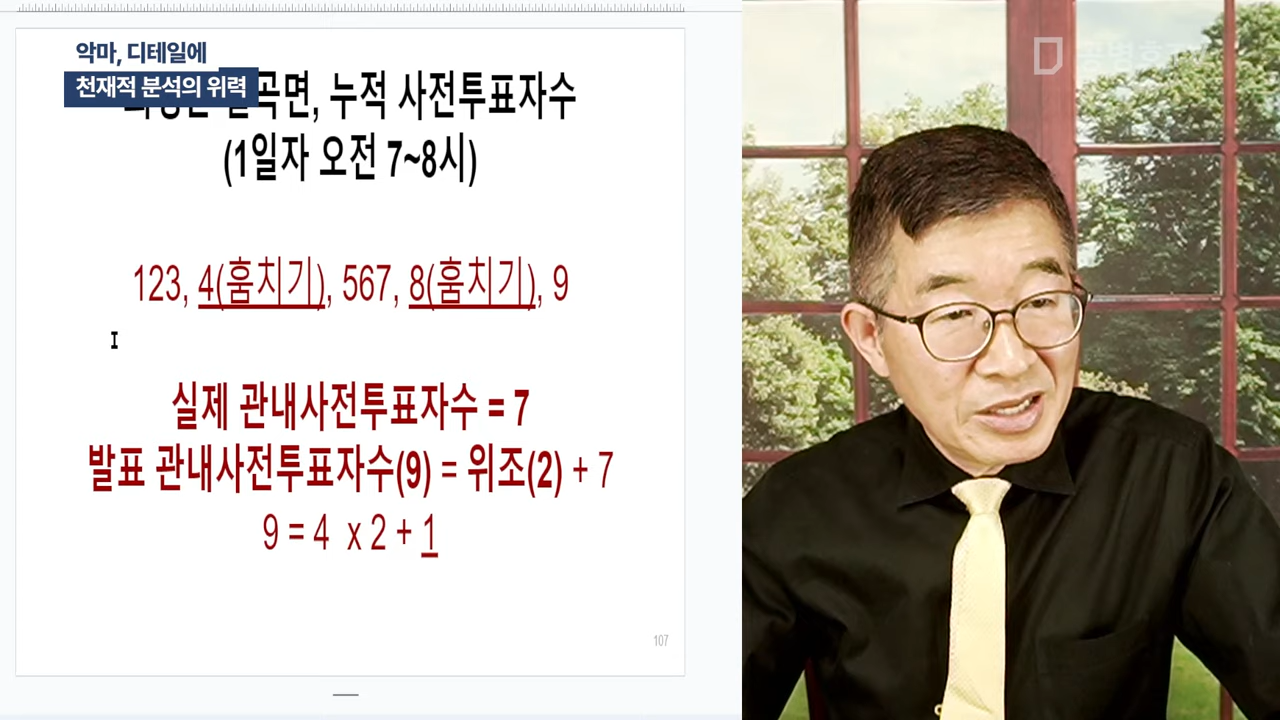 악마, 디테일에
천재적 분석의 위력
누적 사전투표자수
(1일자 오전 7~8시)
123, 4(훔치기), 567, 8(훔치기), 9
실제 관내사전투표자수 = 7
발표 관내사전투표자수(9) = 위조(2) + 7
9 = 4 x 2 + 1
107